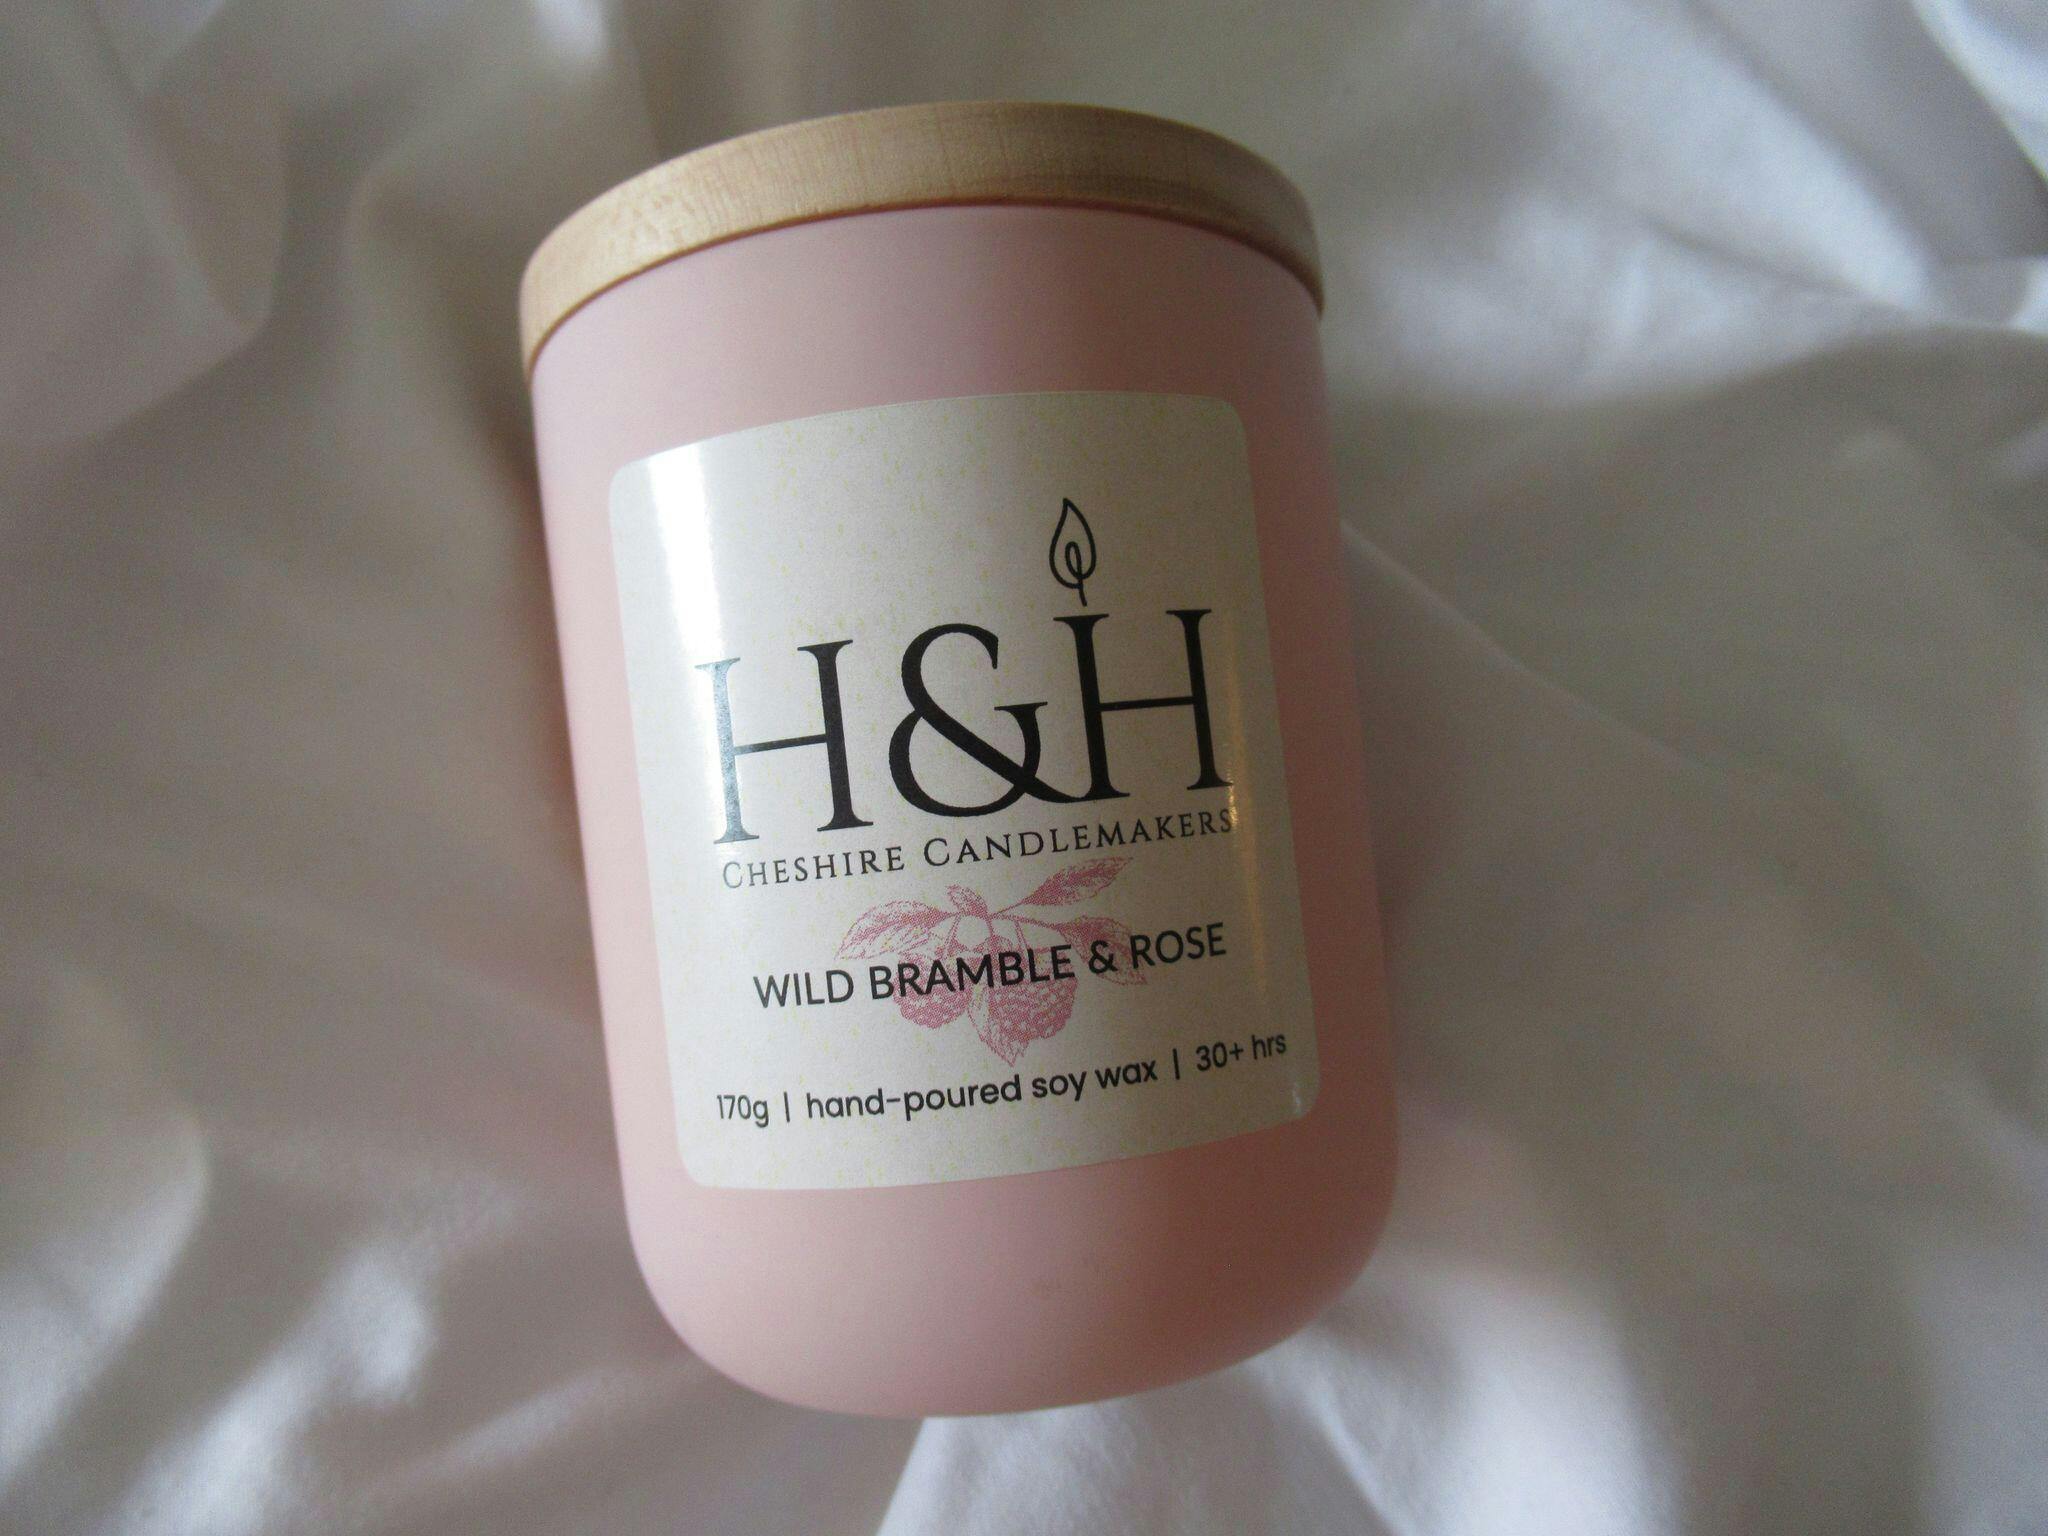 H&H
CHESHIRE CANDLEMAKERS
WILD BRAMBLE & ROSE
170g | hand-poured soy wax | 30+ hrs